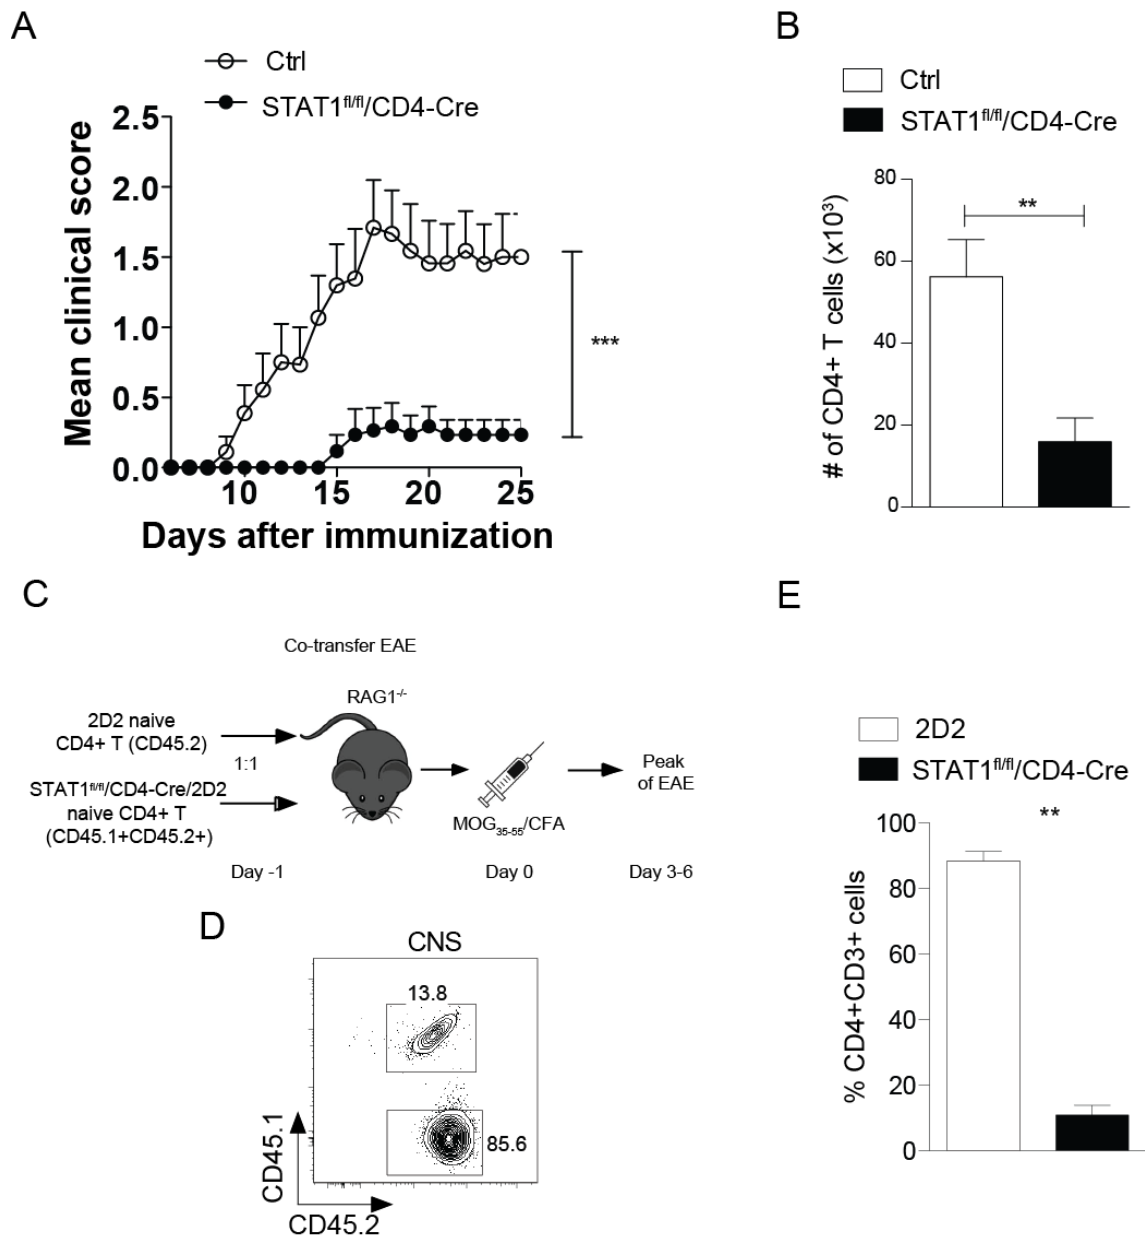 A
Ctrl
STAT1fl/fl/CD4-Cre
2.5
2.0
1.5
1.0
0.5
0.0
Mean clinical score
10
15
20
25
Days after immunization
***
B
Ctrl
STAT1fl/fl/CD4-Cre
80
60
40
20
0
# of CD4+ T cells (x10³)
**
C
Co-transfer EAE
RAG1-/-
2D2 naive
CD4+ T (CD45.2)
1:1
STAT1fl/fl/CD4-Cre/2D2
naive CD4+ T
(CD45.1+CD45.2+)
MOG35-55/CFA
Peak
of EAE
Day -1
Day 0
Day 3-6
D
CNS
13.8
85.6
CD45.1
CD45.2
E
2D2
STAT1fl/fl/CD4-Cre
**
100
80
60
40
20
0
% CD4+CD3+ cells